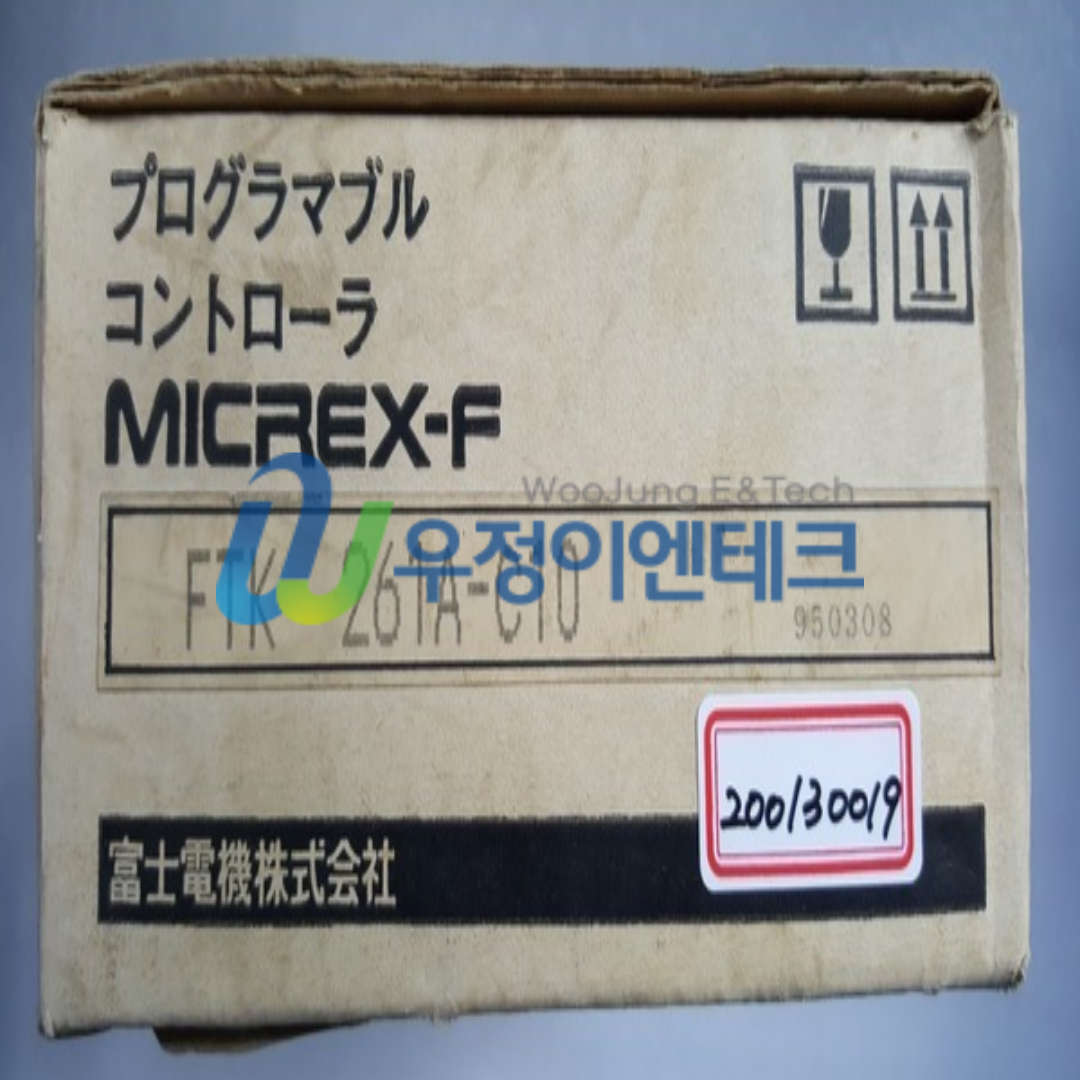 プログラマブル
コントローラ
MICREX-F
WooJung E&Tech
우정이엔테크
FTK 261A-C10
950308
200130019
富士電機株式会社